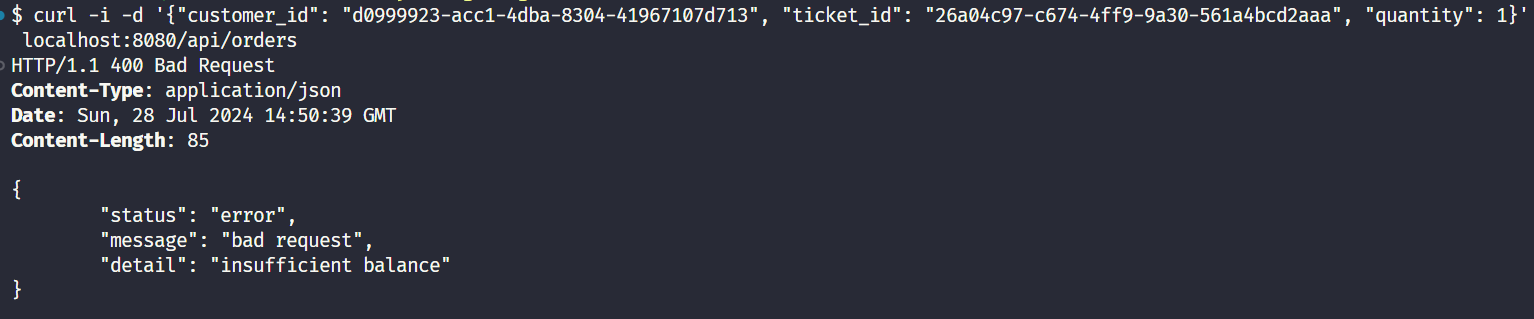 $ curl -i -d '{"customer_id": "d0999923-acc1-4dba-8304-41967107d713", "ticket_id": "26a04c97-c674-4ff9-9a30-561a4bcd2aaa", "quantity": 1}'
localhost:8080/api/orders
HTTP/1.1 400 Bad Request
Content-Type: application/json
Date: Sun, 28 Jul 2024 14:50:39 GMT
Content-Length: 85

{
        "status": "error",
        "message": "bad request",
        "detail": "insufficient balance"
}